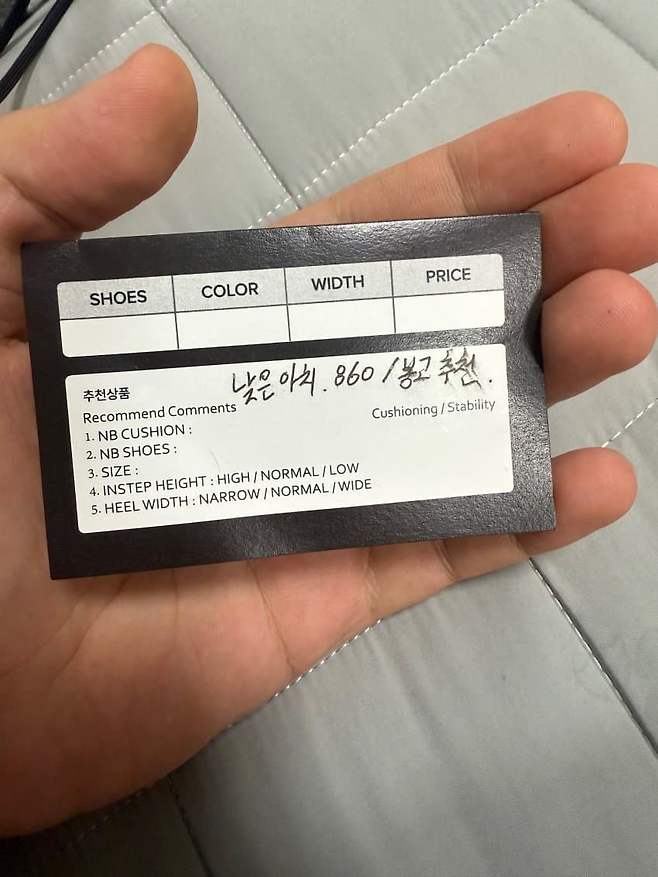 SHOES COLOR WIDTH PRICE
추천상품 낮은 아치. 860 / 봉고 추천.
Recommend Comments Cushioning / Stability
1. NB CUSHION :
2. NB SHOES :
3. SIZE :
4. INSTEP HEIGHT : HIGH / NORMAL / LOW
5. HEEL WIDTH : NARROW / NORMAL / WIDE